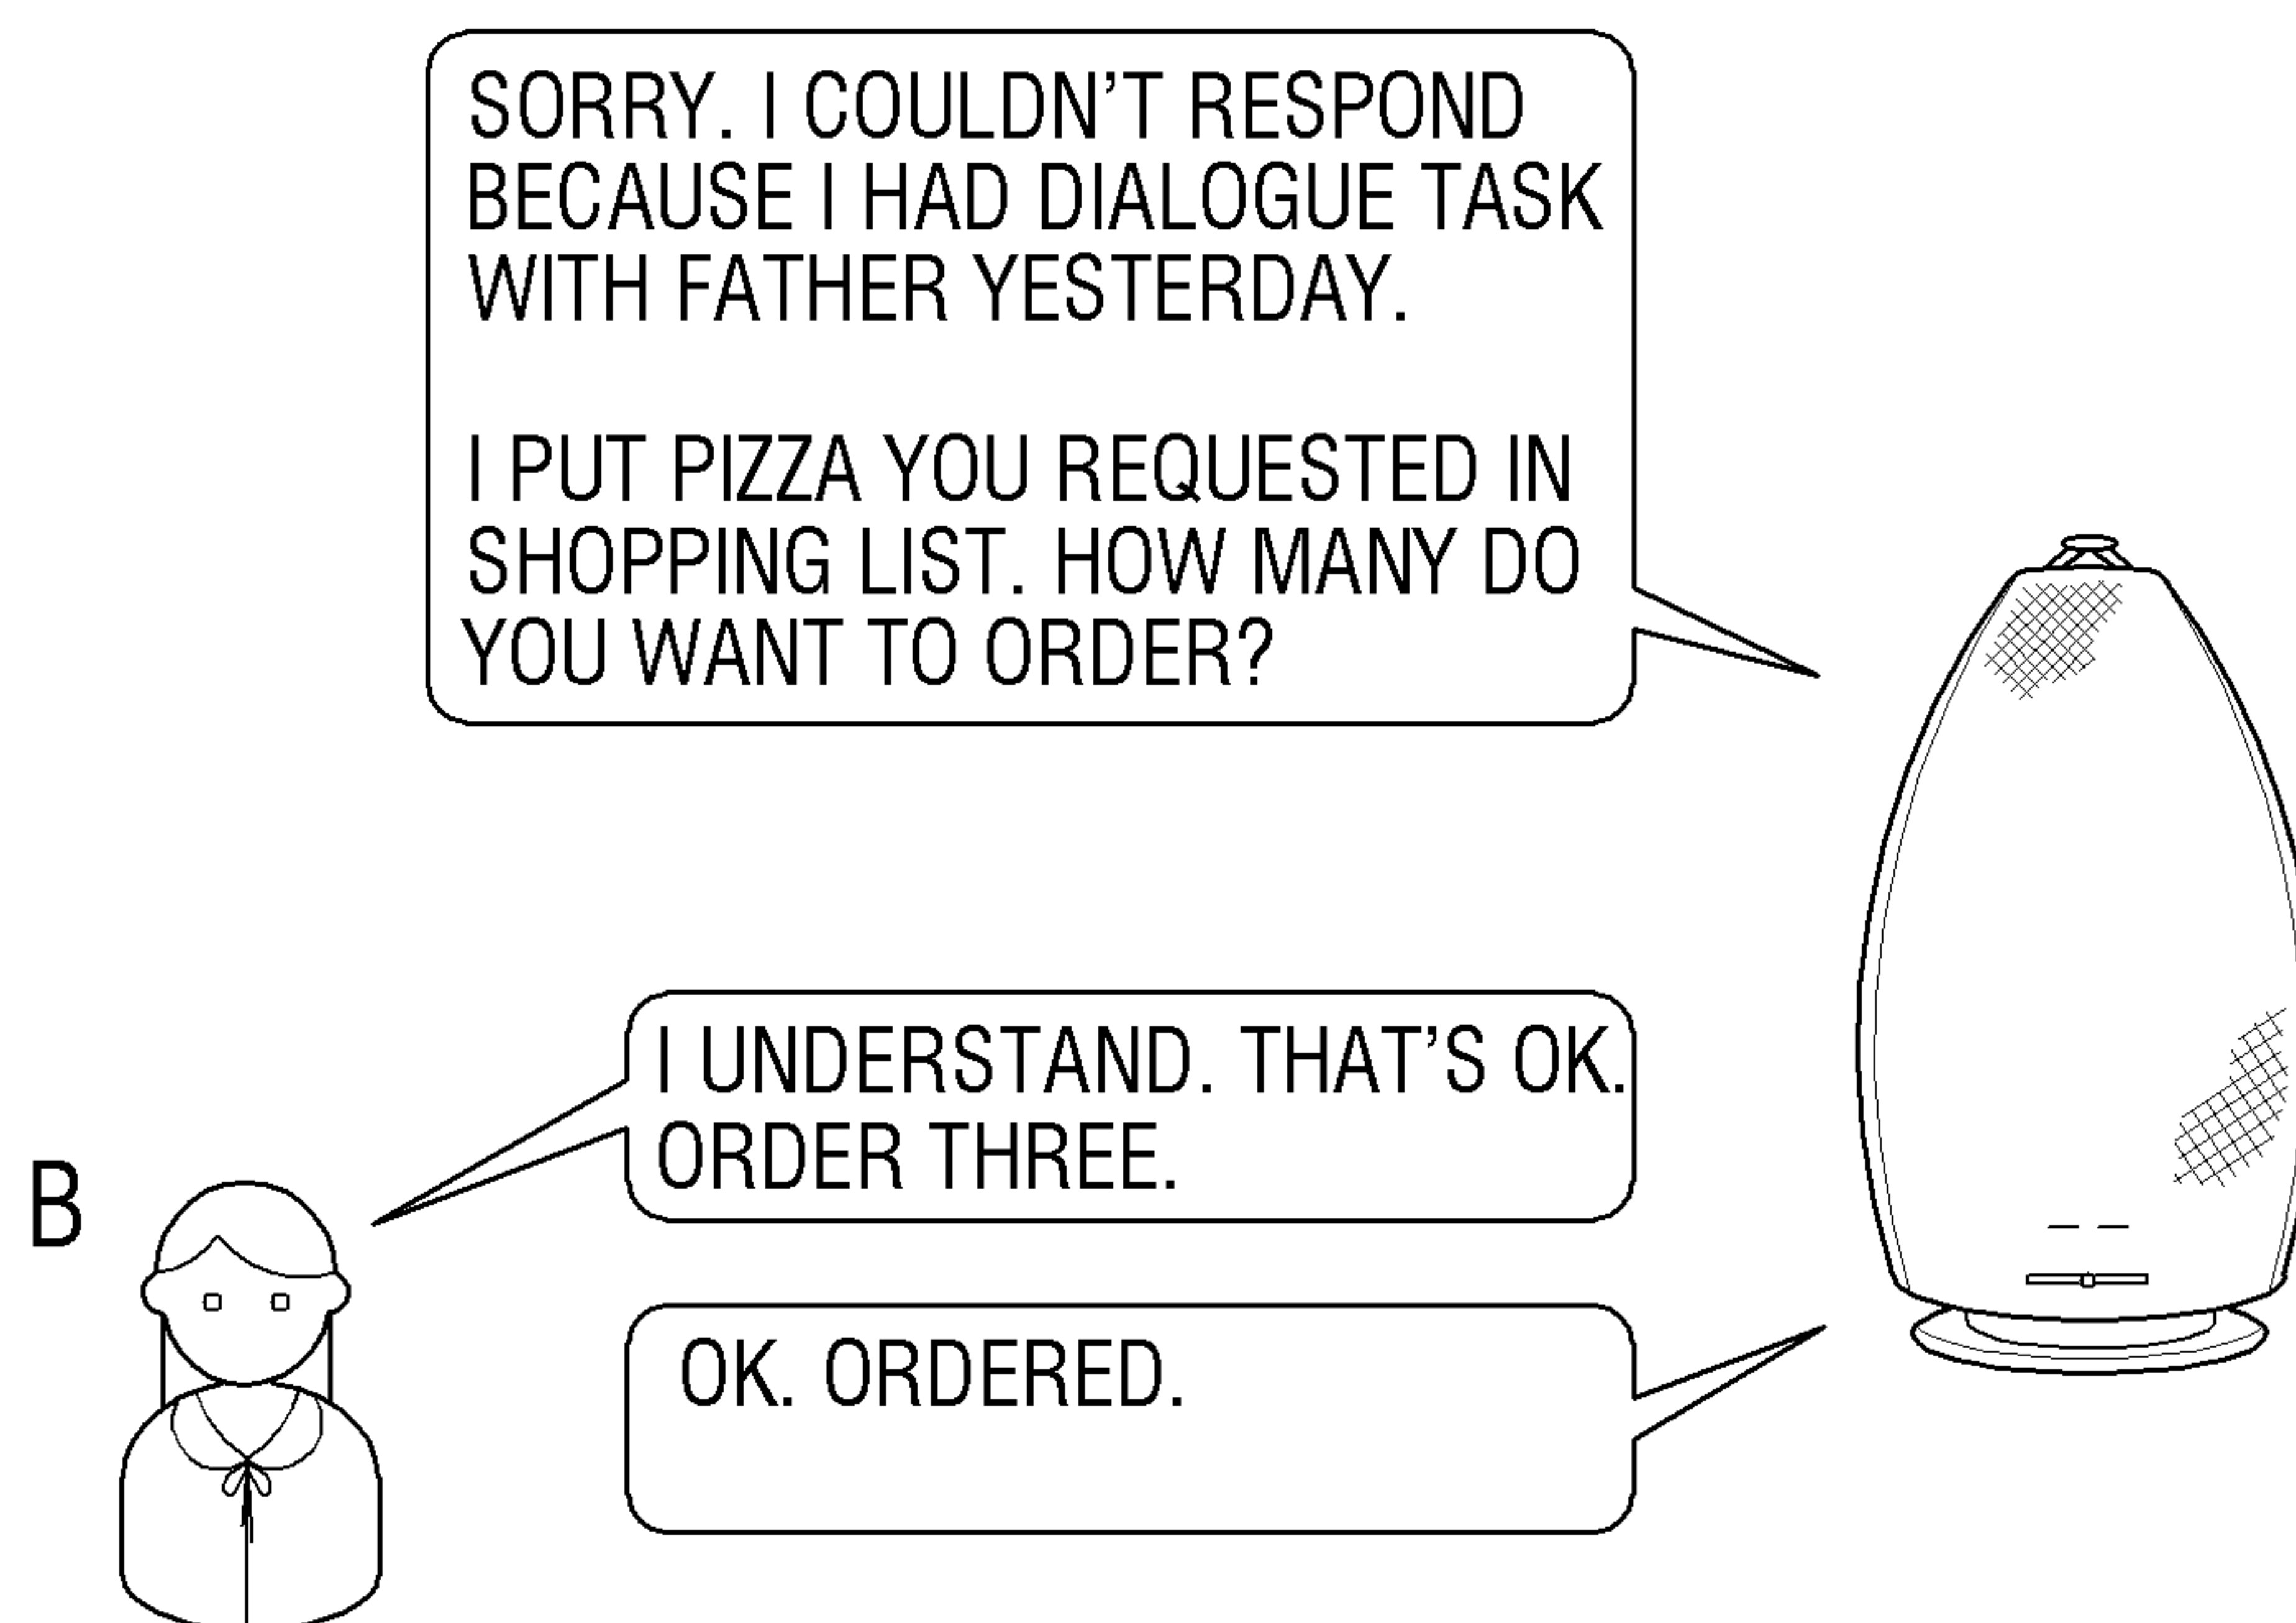 SORRY. I COULDN'T RESPOND
BECAUSE I HAD DIALOGUE TASK
WITH FATHER YESTERDAY.
I PUT PIZZA YOU REQUESTED IN
SHOPPING LIST. HOW MANY DO
YOU WANT TO ORDER?
I UNDERSTAND. THAT'S OK.
ORDER THREE.
B
OK. ORDERED.